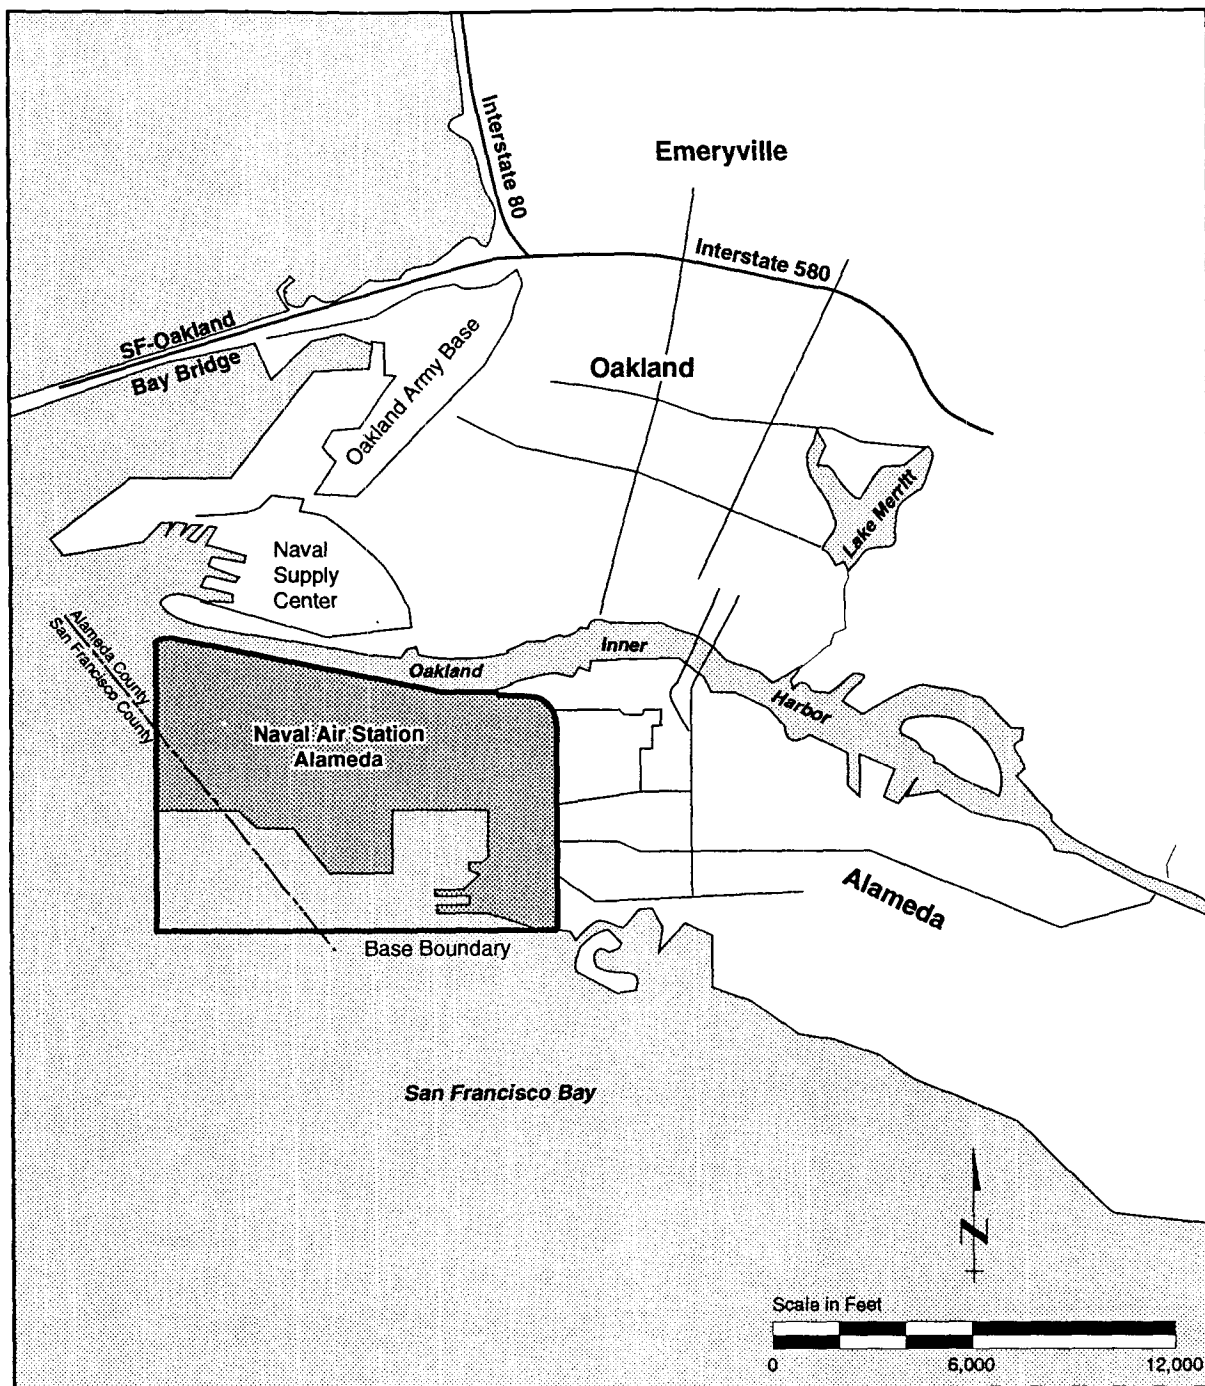 Interstate 80
Emeryville
Interstate 580
SF-Oakland
Bay Bridge
Oakland Army Base
Oakland
Lake Merritt
Naval
Supply
Center
Alameda County
San Francisco County
Oakland
Inner
Harbor
Naval Air Station
Alameda
Alameda
Base Boundary
San Francisco Bay
N
Scale in Feet
0
6,000
12,000